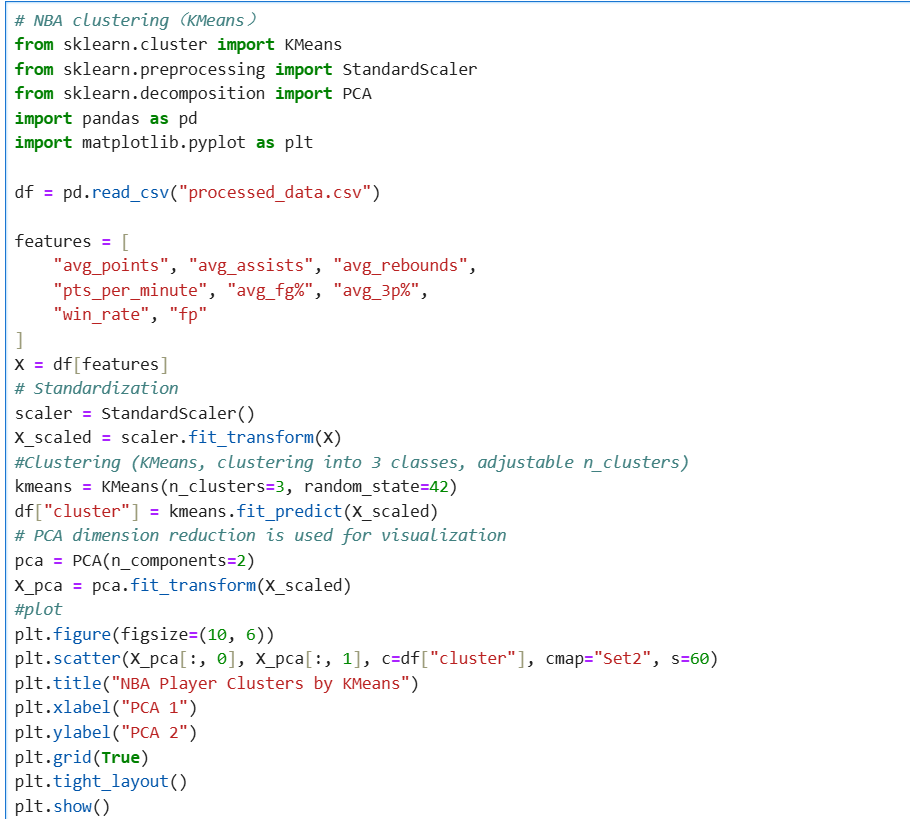 # NBA clustering（KMeans）
from sklearn.cluster import KMeans
from sklearn.preprocessing import StandardScaler
from sklearn.decomposition import PCA
import pandas as pd
import matplotlib.pyplot as plt

df = pd.read_csv("processed_data.csv")

features = [
    "avg_points", "avg_assists", "avg_rebounds",
    "pts_per_minute", "avg_fg%", "avg_3p%",
    "win_rate", "fp"
]
X = df[features]
# Standardization
scaler = StandardScaler()
X_scaled = scaler.fit_transform(X)
#Clustering (KMeans, clustering into 3 classes, adjustable n_clusters)
kmeans = KMeans(n_clusters=3, random_state=42)
df["cluster"] = kmeans.fit_predict(X_scaled)
# PCA dimension reduction is used for visualization
pca = PCA(n_components=2)
X_pca = pca.fit_transform(X_scaled)
#plot
plt.figure(figsize=(10, 6))
plt.scatter(X_pca[:, 0], X_pca[:, 1], c=df["cluster"], cmap="Set2", s=60)
plt.title("NBA Player Clusters by KMeans")
plt.xlabel("PCA 1")
plt.ylabel("PCA 2")
plt.grid(True)
plt.tight_layout()
plt.show()